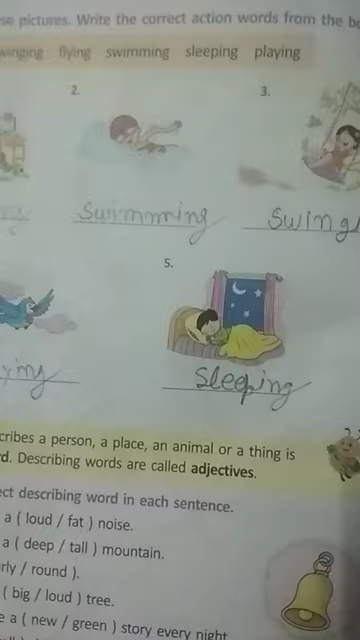 se pictures. Write the correct action words from the bo
winging flying swimming sleeping playing
2.
3.
Swimming
Swing
5.
ying
Sleeping
cribes a person, a place, an animal or a thing is
d. Describing words are called adjectives.
ect describing word in each sentence.
a ( loud / fat ) noise.
a ( deep / tall ) mountain.
rly / round ).
( big / loud ) tree.
e a ( new / green ) story every night